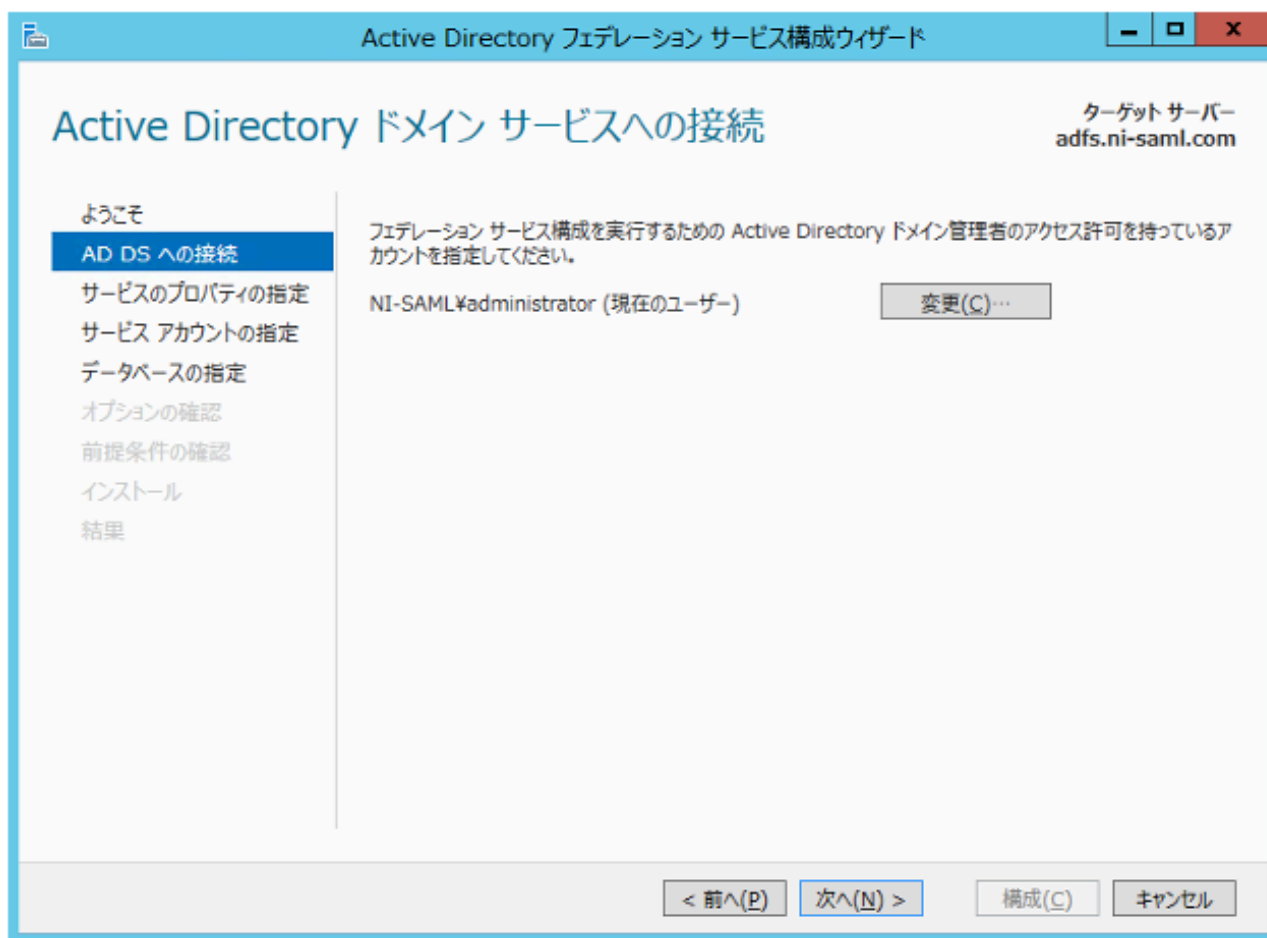 Active Directory フェデレーション サービス構成ウィザード
Active Directory ドメイン サービスへの接続
ターゲット サーバー
adfs.ni-saml.com
ようこそ
AD DS への接続
サービスのプロパティの指定
サービス アカウントの指定
データベースの指定
オプションの確認
前提条件の確認
インストール
結果
フェデレーション サービス構成を実行するための Active Directory ドメイン管理者のアクセス許可を持っているア
カウントを指定してください。
NI-SAML¥administrator (現在のユーザー)
変更(C)…
< 前へ(P)
次へ(N) >
構成(C)
キャンセル